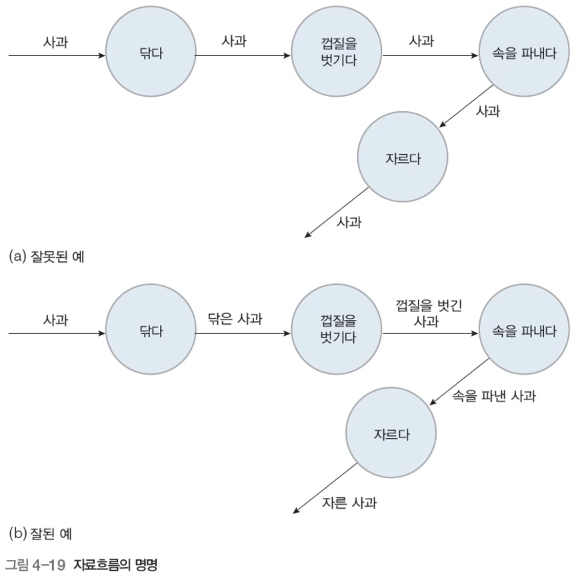 사과
닦다
사과
껍질을
벗기다
사과
속을 파내다
사과
자르다
사과
(a) 잘못된 예
사과
닦다
닦은 사과
껍질을
벗기다
껍질을 벗긴
사과
속을 파내다
속을 파낸 사과
자르다
자른 사과
(b) 잘된 예
그림 4-19 자료흐름의 명명